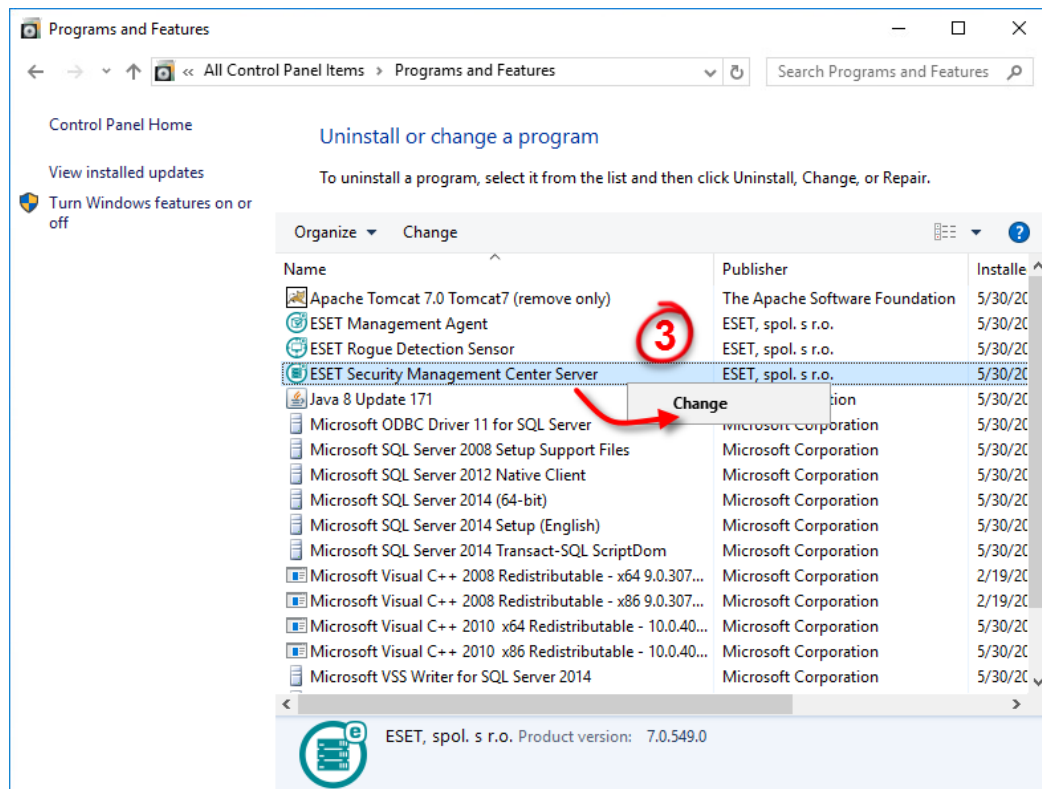 Programs and Features
« All Control Panel Items > Programs and Features
Search Programs and Features
Control Panel Home
View installed updates
Turn Windows features on or
off
Uninstall or change a program
To uninstall a program, select it from the list and then click Uninstall, Change, or Repair.
Organize Change
Name Publisher Installe
Apache Tomcat 7.0 Tomcat7 (remove only) The Apache Software Foundation 5/30/20
ESET Management Agent ESET, spol. s r.o. 5/30/20
3
ESET Rogue Detection Sensor ESET, spol. s r.o. 5/30/20
ESET Security Management Center Server ESET, spol. s r.o. 5/30/20
Change
Java 8 Update 171 tion 5/30/20
Microsoft ODBC Driver 11 for SQL Server Microsoft Corporation 5/30/20
Microsoft SQL Server 2008 Setup Support Files Microsoft Corporation 5/30/20
Microsoft SQL Server 2012 Native Client Microsoft Corporation 5/30/20
Microsoft SQL Server 2014 (64-bit) Microsoft Corporation 5/30/20
Microsoft SQL Server 2014 Setup (English) Microsoft Corporation 5/30/20
Microsoft SQL Server 2014 Transact-SQL ScriptDom Microsoft Corporation 5/30/20
Microsoft Visual C++ 2008 Redistributable - x64 9.0.307... Microsoft Corporation 2/19/20
Microsoft Visual C++ 2008 Redistributable - x86 9.0.307... Microsoft Corporation 2/19/20
Microsoft Visual C++ 2010 x64 Redistributable - 10.0.40... Microsoft Corporation 5/30/20
Microsoft Visual C++ 2010 x86 Redistributable - 10.0.40... Microsoft Corporation 5/30/20
Microsoft VSS Writer for SQL Server 2014 Microsoft Corporation 5/30/20
ESET, spol. s r.o. Product version: 7.0.549.0